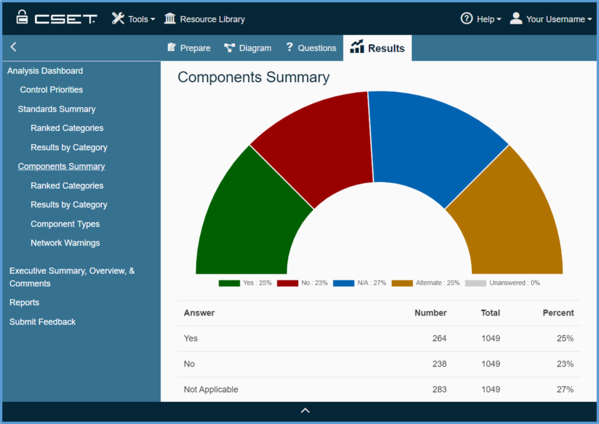 CSET Tools Resource Library Help Your Username
Prepare Diagram ? Questions Results
Analysis Dashboard
Control Priorities
Standards Summary
Ranked Categories
Results by Category
Components Summary
Ranked Categories
Results by Category
Component Types
Network Warnings
Executive Summary, Overview, &
Comments
Reports
Submit Feedback
Components Summary
Yes : 25% No : 23% N/A : 27% Alternate : 25% Unanswered : 0%
Answer Number Total Percent
Yes 264 1049 25%
No 238 1049 23%
Not Applicable 283 1049 27%